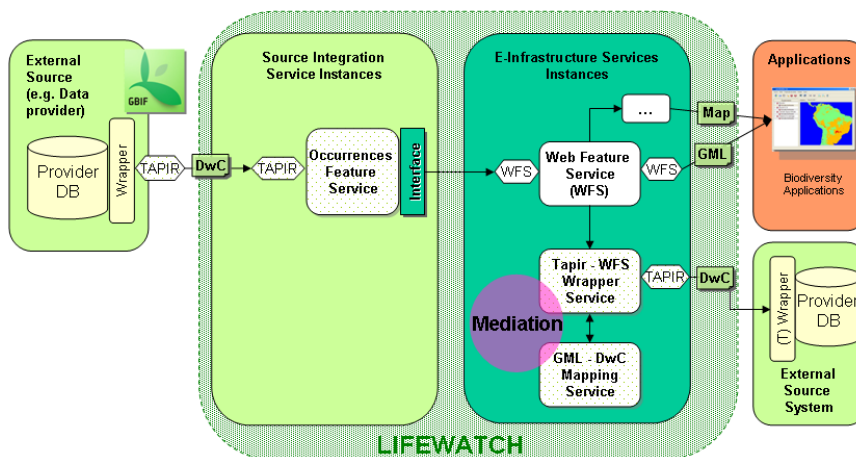 External
Source
(e.g. Data
provider)
GBIF
Provider
DB
Wrapper
TAPIR
DwC
Source Integration
Service Instances
TAPIR
Occurrences
Feature
Service
Interface
E-Infrastructure Services
Instances
...
WFS
Web Feature
Service
(WFS)
WFS
Tapir - WFS
Wrapper
Service
TAPIR
Mediation
GML - DwC
Mapping
Service
LIFEWATCH
Map
GML
DwC
Applications
Biodiversity
Applications
(T) Wrapper
Provider
DB
External
Source
System